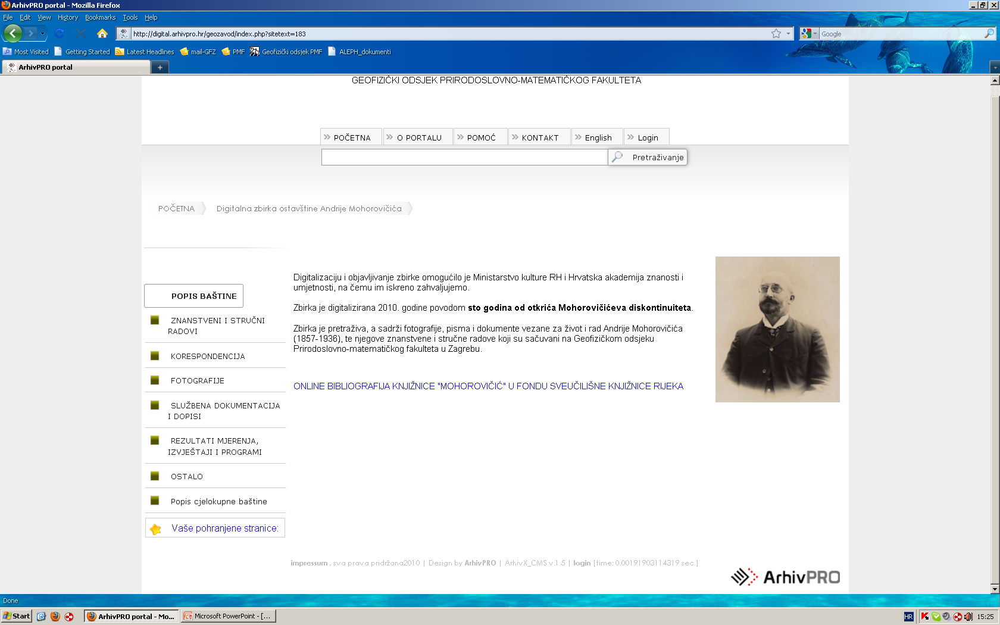 ArhivPRO portal - Mozilla Firefox
File Edit View History Bookmarks Tools Help
http://digital.arhivpro.hr/geozavod/index.php?sitetext=183
Google
Most Visited Getting Started Latest Headlines mail-GFZ PMF Geofizički odsjek PMF ALEPH_dokumenti
ArhivPRO portal
GEOFIZIČKI ODSJEK PRIRODOSLOVNO-MATEMATIČKOG FAKULTETA
POČETNA O PORTALU POMOĆ KONTAKT English Login
Pretraživanje
POČETNA Digitalna zbirka ostavštine Andrije Mohorovičića
POPIS BAŠTINE
ZNANSTVENI I STRUČNI
RADOVI
KORESPONDENCIJA
FOTOGRAFIJE
SLUŽBENA DOKUMENTACIJA
I DOPISI
REZULTATI MJERENJA,
IZVJEŠTAJI I PROGRAMI
OSTALO
Popis cjelokupne baštine
Vaše pohranjene stranice:
Digitalizaciju i objavljivanje zbirke omogućilo je Ministarstvo kulture RH i Hrvatska akademija znanosti i
umjetnosti, na čemu im iskreno zahvaljujemo.
Zbirka je digitalizirana 2010. godine povodom sto godina od otkrića Mohorovičićeva diskontinuiteta.
Zbirka je pretraživa, a sadrži fotografije, pisma i dokumente vezane za život i rad Andrije Mohorovičića
(1857-1936), te njegove znanstvene i stručne radove koji su sačuvani na Geofizičkom odsjeku
Prirodoslovno-matematičkog fakulteta u Zagrebu.
ONLINE BIBLIOGRAFIJA KNJIŽNICE "MOHOROVIČIĆ" U FONDU SVEUČILIŠNE KNJIŽNICE RIJEKA
impressum , sva prava pridržana2010 | Design by ArhivPRO | ArhivX_CMS v.1.5 | login [time: 0.00191903114319 sec.]
ArhivPRO
Done
Start ArhivPRO portal - Mo... Microsoft PowerPoint - [... HR 15:25